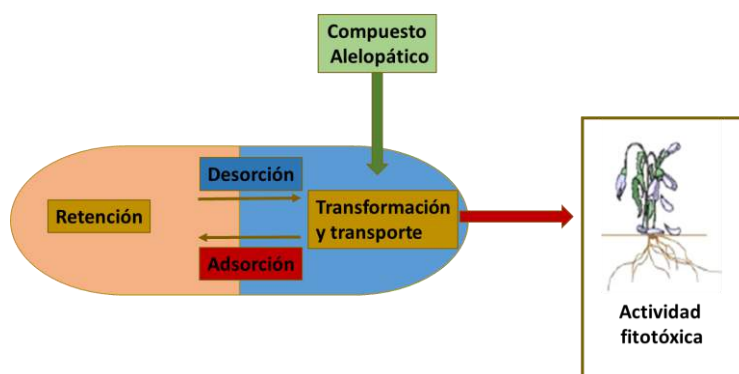 Compuesto
Alelopático
Desorción
Retención
Transformación
y transporte
Adsorción
Actividad
fitotóxica